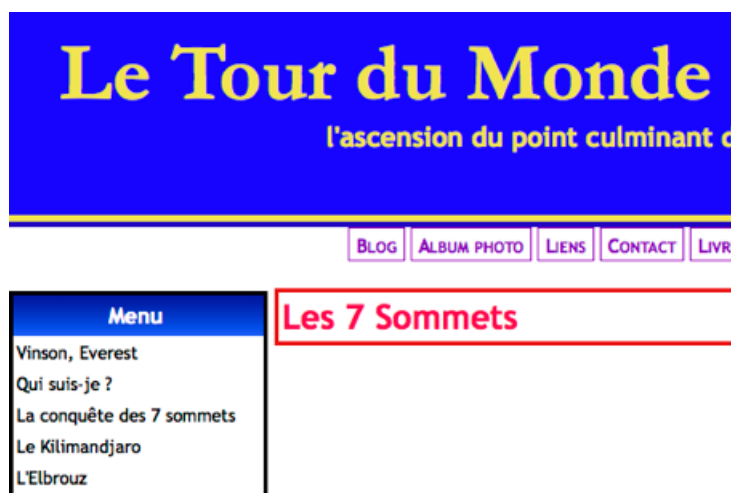 Le Tour du Monde
l'ascension du point culminant
BLOG ALBUM PHOTO LIENS CONTACT
Menu
Les 7 Sommets
Vinson, Everest
Qui suis-je ?
La conquête des 7 sommets
Le Kilimandjaro
L'Elbrouz